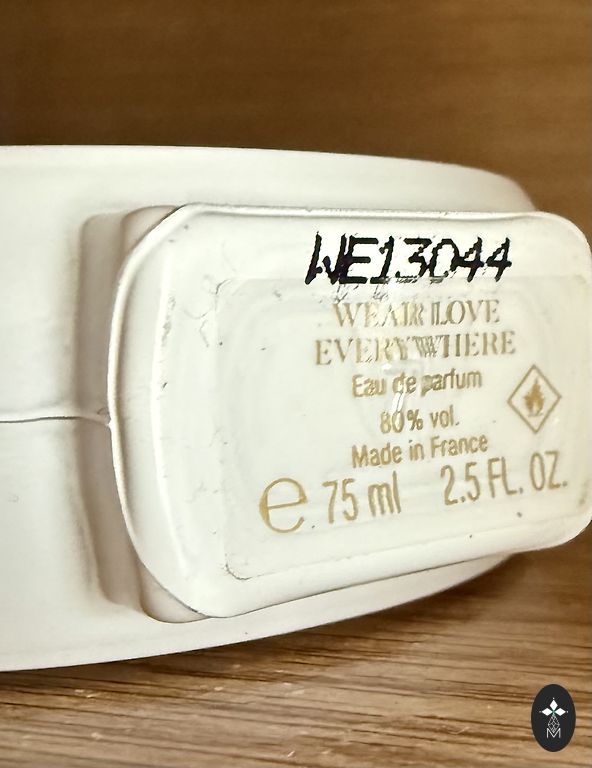 WE13044
WEAR LOVE
EVERYWHERE
Eau de parfum
80% vol.
Made in France
℮ 75 ml 2.5 FL. OZ.
M